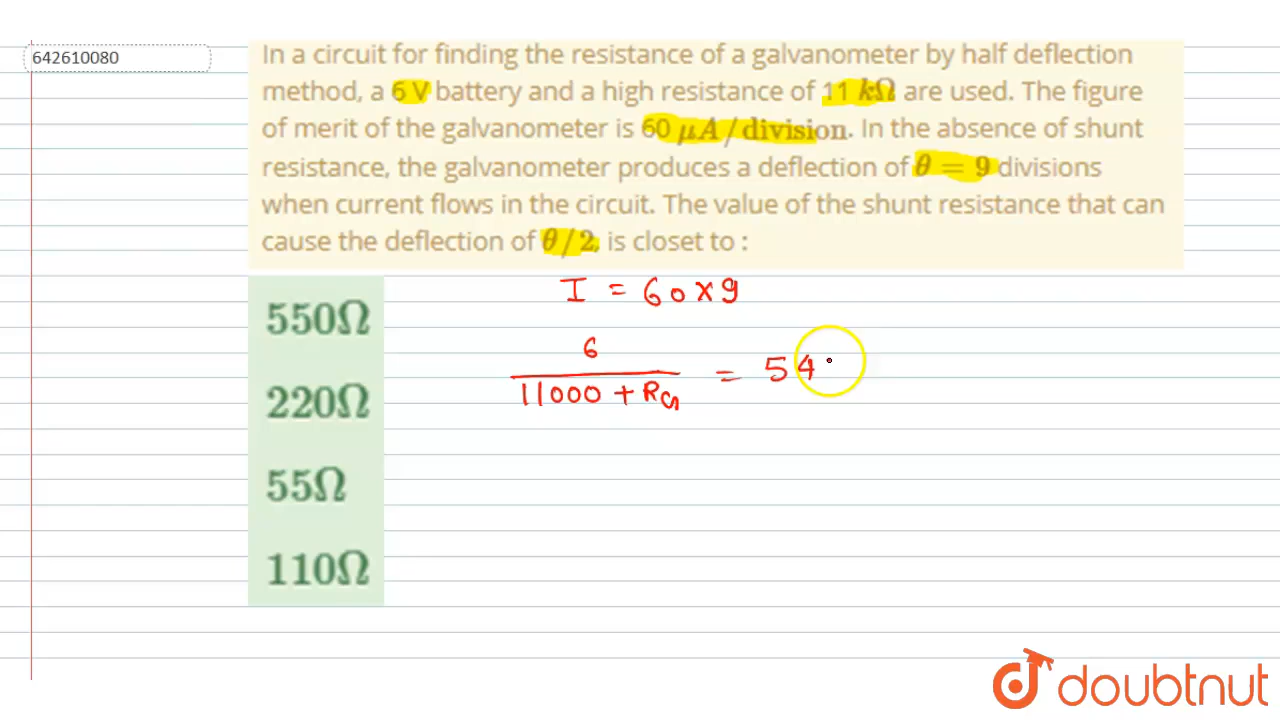 642610080
In a circuit for finding the resistance of a galvanometer by half deflection
method, a 6 V battery and a high resistance of 11 kΩ are used. The figure
of merit of the galvanometer is 60 μA/division. In the absence of shunt
resistance, the galvanometer produces a deflection of θ = 9 divisions
when current flows in the circuit. The value of the shunt resistance that can
cause the deflection of θ/2, is closet to :
550Ω
220Ω
55Ω
110Ω
I = 60 x 9
6
11000 + RG
= 54
doubtnut